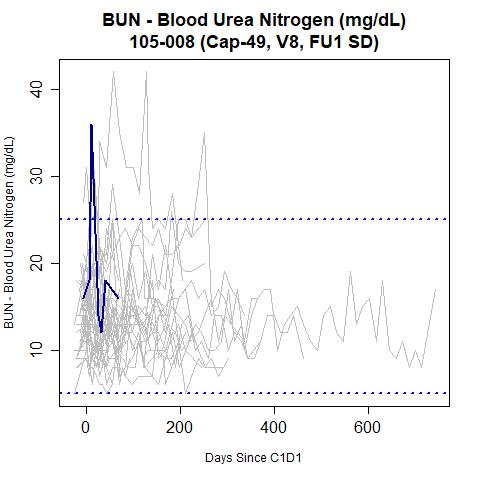 BUN - Blood Urea Nitrogen (mg/dL)
105-008 (Cap-49, V8, FU1 SD)
BUN - Blood Urea Nitrogen (mg/dL)
40
30
20
10
0
200
400
600
Days Since C1D1